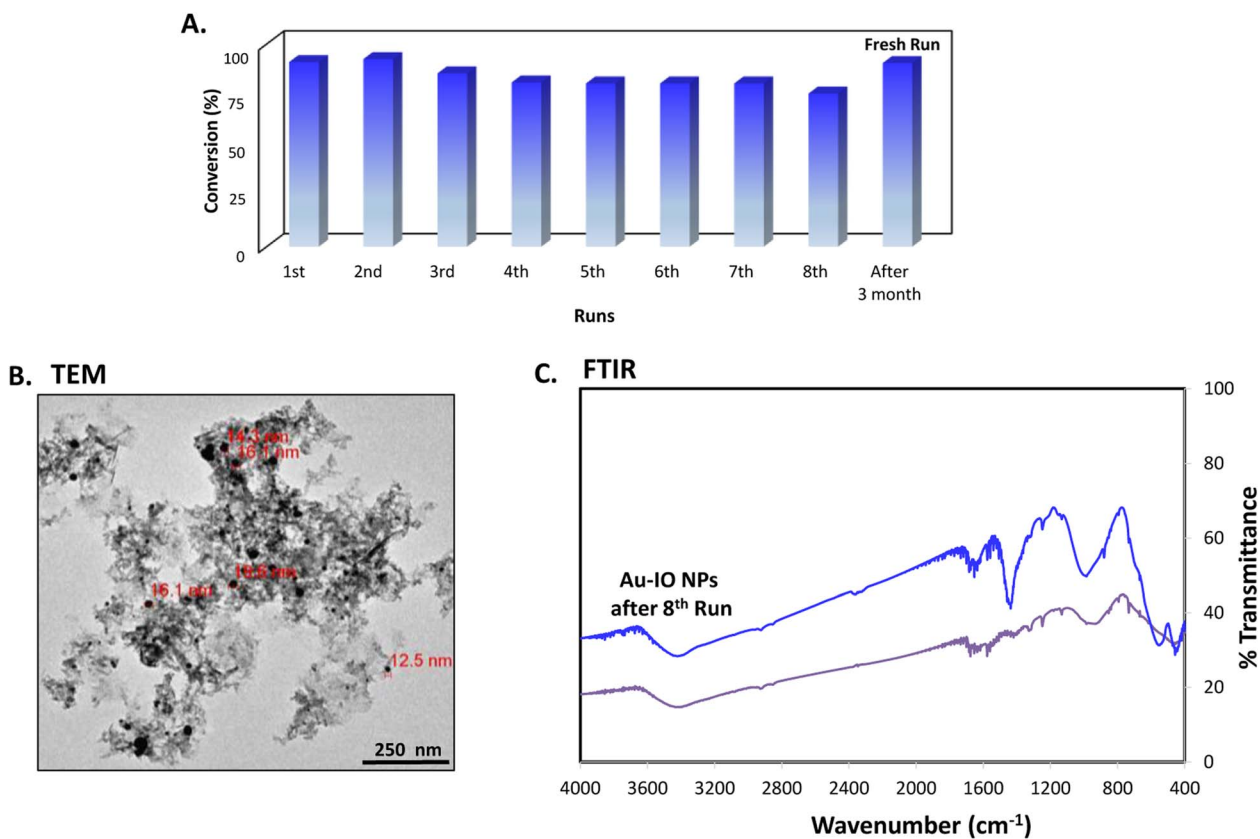 A.
Fresh Run
Conversion (%)
100
75
50
25
0
1st 2nd 3rd 4th 5th 6th 7th 8th After
3 month
Runs
B. TEM
14.3 nm
16.1 nm
16.1 nm
12.5 nm
250 nm
C. FTIR
Au-IO NPs
after 8th Run
100
80
60
40
20
0
% Transmittance
4000 3600 3200 2800 2400 2000 1600 1200 800 400
Wavenumber (cm-1)